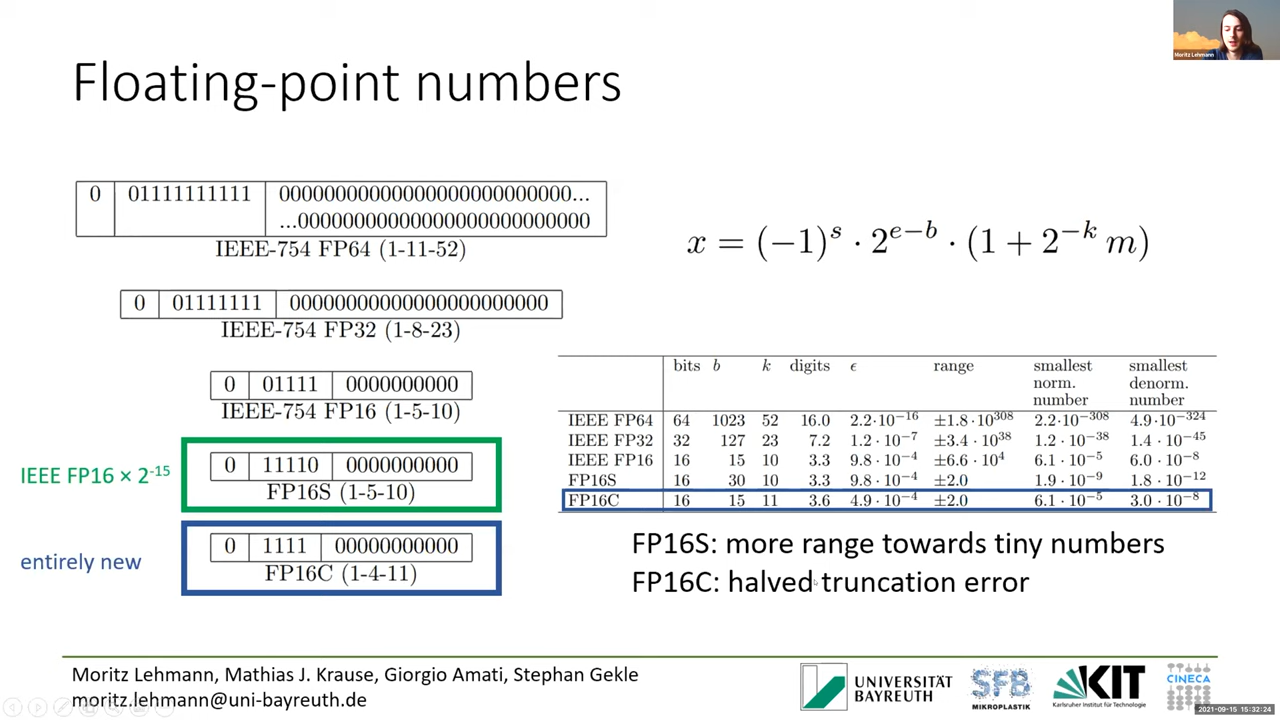 Moritz Lehmann
Floating-point numbers
0 01111111111 00000000000000000000000000...
...00000000000000000000000000
IEEE-754 FP64 (1-11-52)
0 01111111 00000000000000000000000
IEEE-754 FP32 (1-8-23)
0 01111 0000000000
IEEE-754 FP16 (1-5-10)
IEEE FP16 × 2⁻¹⁵
0 11110 0000000000
FP16S (1-5-10)
entirely new
0 1111 00000000000
FP16C (1-4-11)
x = (−1)^s · 2^{e−b} · (1 + 2^{−k} m)
bits b k digits ϵ range smallest norm. number smallest denorm. number
IEEE FP64 64 1023 52 16.0 2.2·10⁻¹⁶ ±1.8·10³⁰⁸ 2.2·10⁻³⁰⁸ 4.9·10⁻³²⁴
IEEE FP32 32 127 23 7.2 1.2·10⁻⁷ ±3.4·10³⁸ 1.2·10⁻³⁸ 1.4·10⁻⁴⁵
IEEE FP16 16 15 10 3.3 9.8·10⁻⁴ ±6.6·10⁴ 6.1·10⁻⁵ 6.0·10⁻⁸
FP16S 16 30 10 3.3 9.8·10⁻⁴ ±2.0 1.9·10⁻⁹ 1.8·10⁻¹²
FP16C 16 15 11 3.6 4.9·10⁻⁴ ±2.0 6.1·10⁻⁵ 3.0·10⁻⁸
FP16S: more range towards tiny numbers
FP16C: halved truncation error
Moritz Lehmann, Mathias J. Krause, Giorgio Amati, Stephan Gekle
moritz.lehmann@uni-bayreuth.de
UNIVERSITÄT
BAYREUTH
SFB
MIKROPLASTIK
KIT
Karlsruher Institut für Technologie
CINECA
2021-09-15 15:32:24